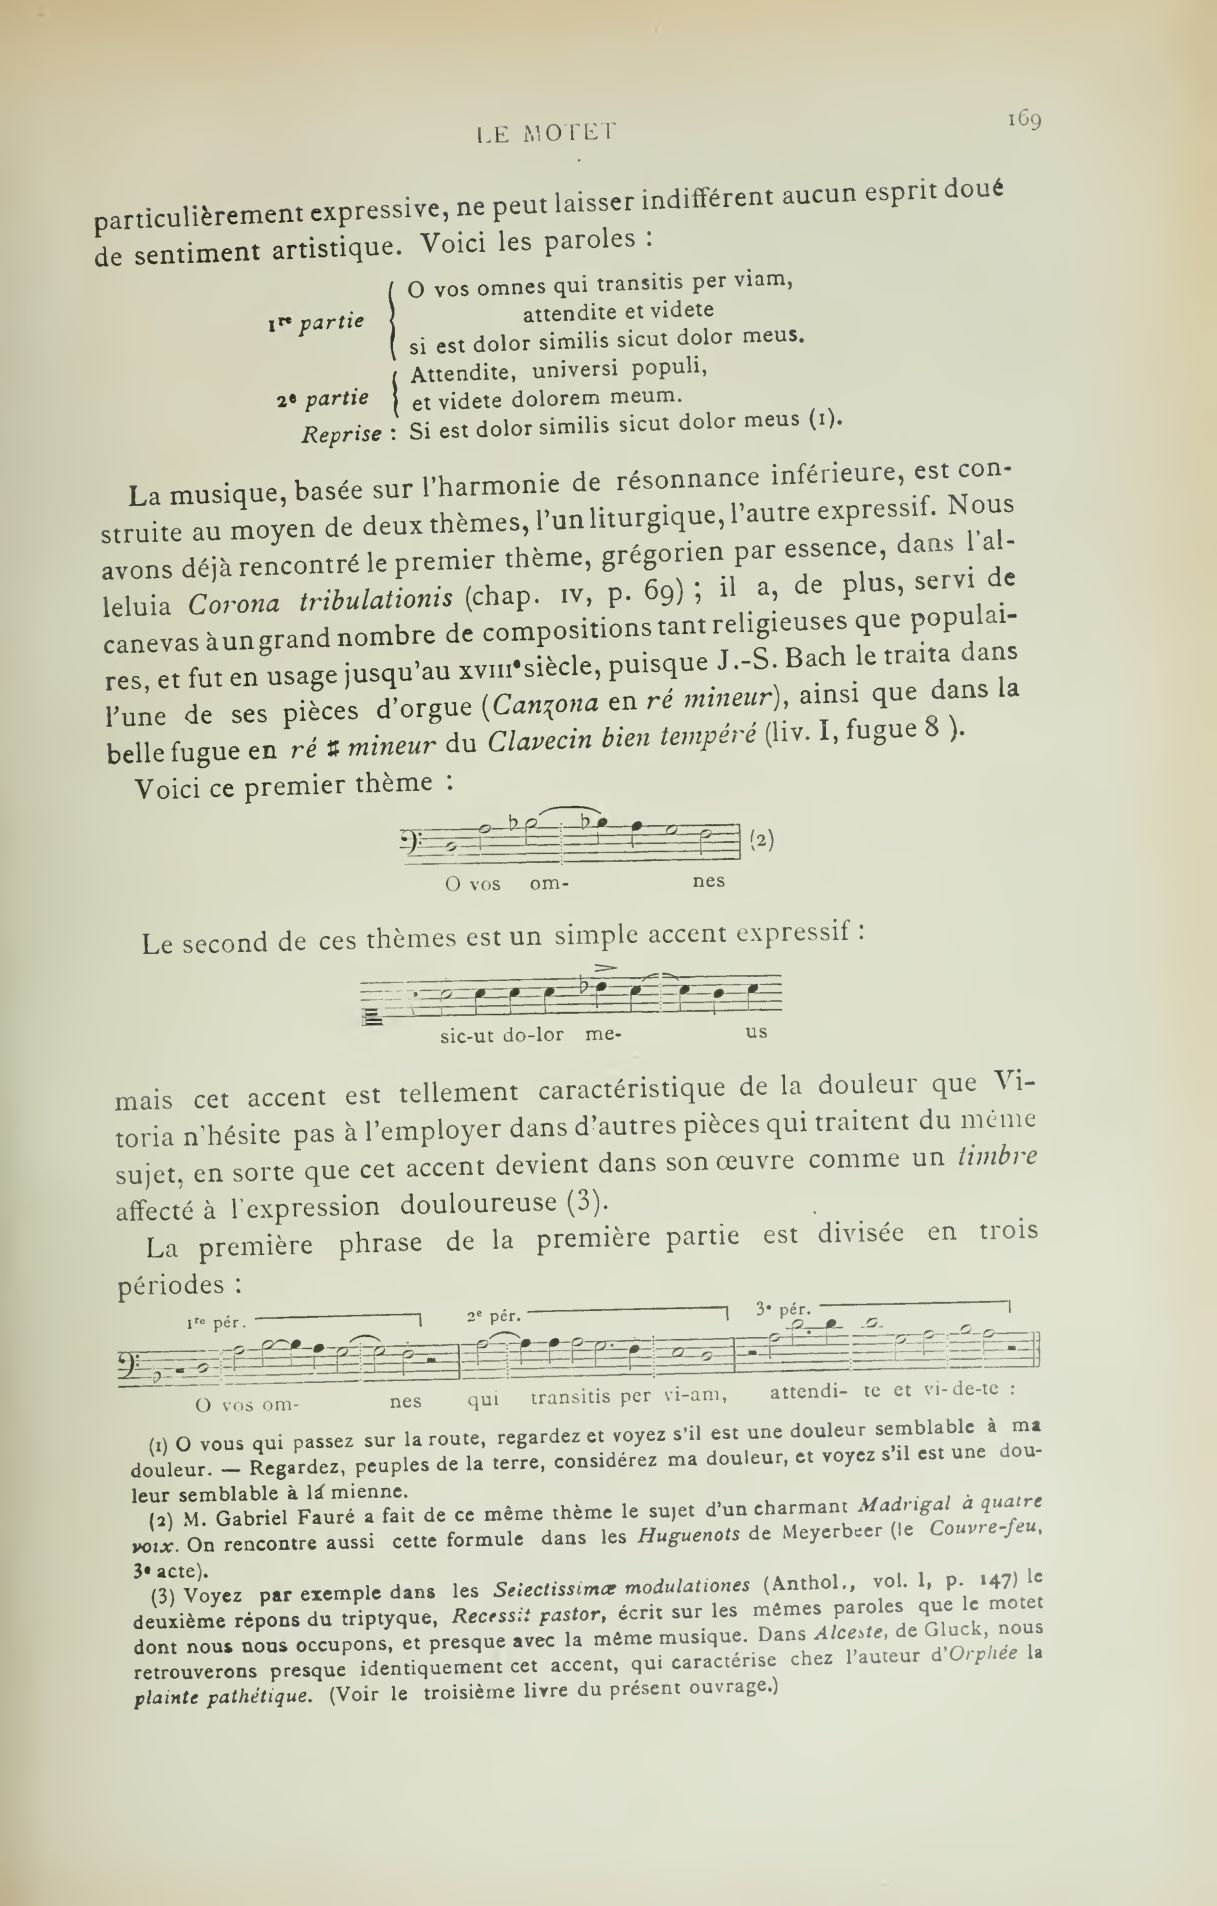 LE MOTET
169
particulièrement expressive, ne peut laisser indifférent aucun esprit doué
de sentiment artistique. Voici les paroles :
1re partie
O vos omnes qui transitis per viam,
attendite et videte
si est dolor similis sicut dolor meus.
2e partie
Attendite, universi populi,
et videte dolorem meum.
Reprise : Si est dolor similis sicut dolor meus (1).
La musique, basée sur l'harmonie de résonnance inférieure, est con-
struite au moyen de deux thèmes, l'un liturgique, l'autre expressif. Nous
avons déjà rencontré le premier thème, grégorien par essence, dans l'al-
leluia Corona tribulationis (chap. IV, p. 69) ; il a, de plus, servi de
canevas à un grand nombre de compositions tant religieuses que populai-
res, et fut en usage jusqu'au XVIIIe siècle, puisque J.-S. Bach le traita dans
l'une de ses pièces d'orgue (Canzona en ré mineur), ainsi que dans la
belle fugue en ré ♯ mineur du Clavecin bien tempéré (liv. I, fugue 8 ).
Voici ce premier thème :
(2)
O vos om- nes
Le second de ces thèmes est un simple accent expressif :
sic-ut do-lor me- us
mais cet accent est tellement caractéristique de la douleur que Vi-
toria n'hésite pas à l'employer dans d'autres pièces qui traitent du même
sujet, en sorte que cet accent devient dans son œuvre comme un timbre
affecté à l'expression douloureuse (3).
La première phrase de la première partie est divisée en trois
périodes :
1re pér. 2e pér. 3e pér.
O vos om- nes qui transitis per vi-am, attendi- te et vi-de-te :
(1) O vous qui passez sur la route, regardez et voyez s'il est une douleur semblable à ma
douleur. — Regardez, peuples de la terre, considérez ma douleur, et voyez s'il est une dou-
leur semblable à la mienne.
(2) M. Gabriel Fauré a fait de ce même thème le sujet d'un charmant Madrigal à quatre
voix. On rencontre aussi cette formule dans les Huguenots de Meyerbeer (le Couvre-feu,
3e acte).
(3) Voyez par exemple dans les Selectissimæ modulationes (Anthol., vol. I, p. 147) le
deuxième répons du triptyque, Recessit pastor, écrit sur les mêmes paroles que le motet
dont nous nous occupons, et presque avec la même musique. Dans Alceste, de Gluck, nous
retrouverons presque identiquement cet accent, qui caractérise chez l'auteur d'Orphée la
plainte pathétique. (Voir le troisième livre du présent ouvrage.)